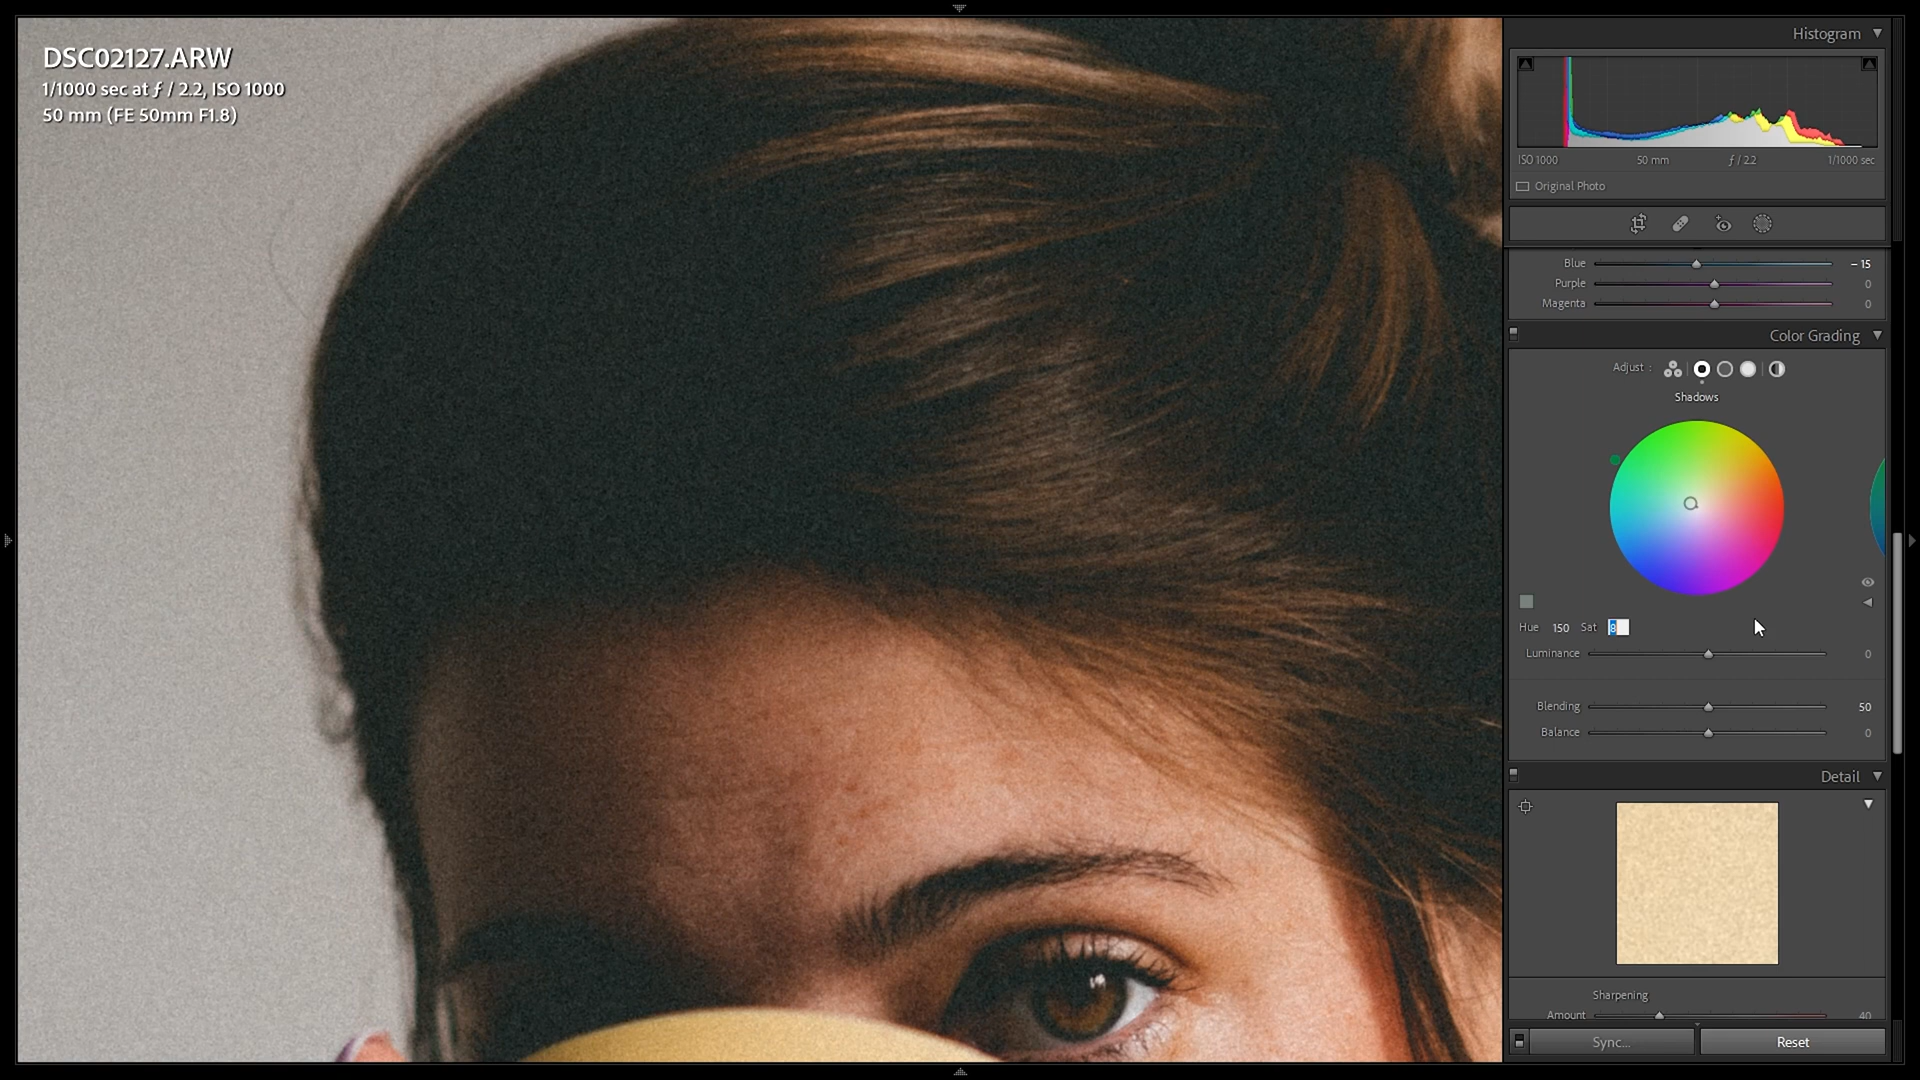 DSC02127.ARW
1/1000 sec at ƒ / 2.2, ISO 1000
50 mm (FE 50mm F1.8)
Histogram
ISO 1000 50 mm ƒ / 2.2 1/1000 sec
Original Photo
Blue – 15
Purple 0
Magenta 0
Color Grading
Adjust :
Shadows
Hue 150 Sat 8
Luminance 0
Blending 50
Balance 0
Detail
Sharpening
Amount 40
Sync... Reset